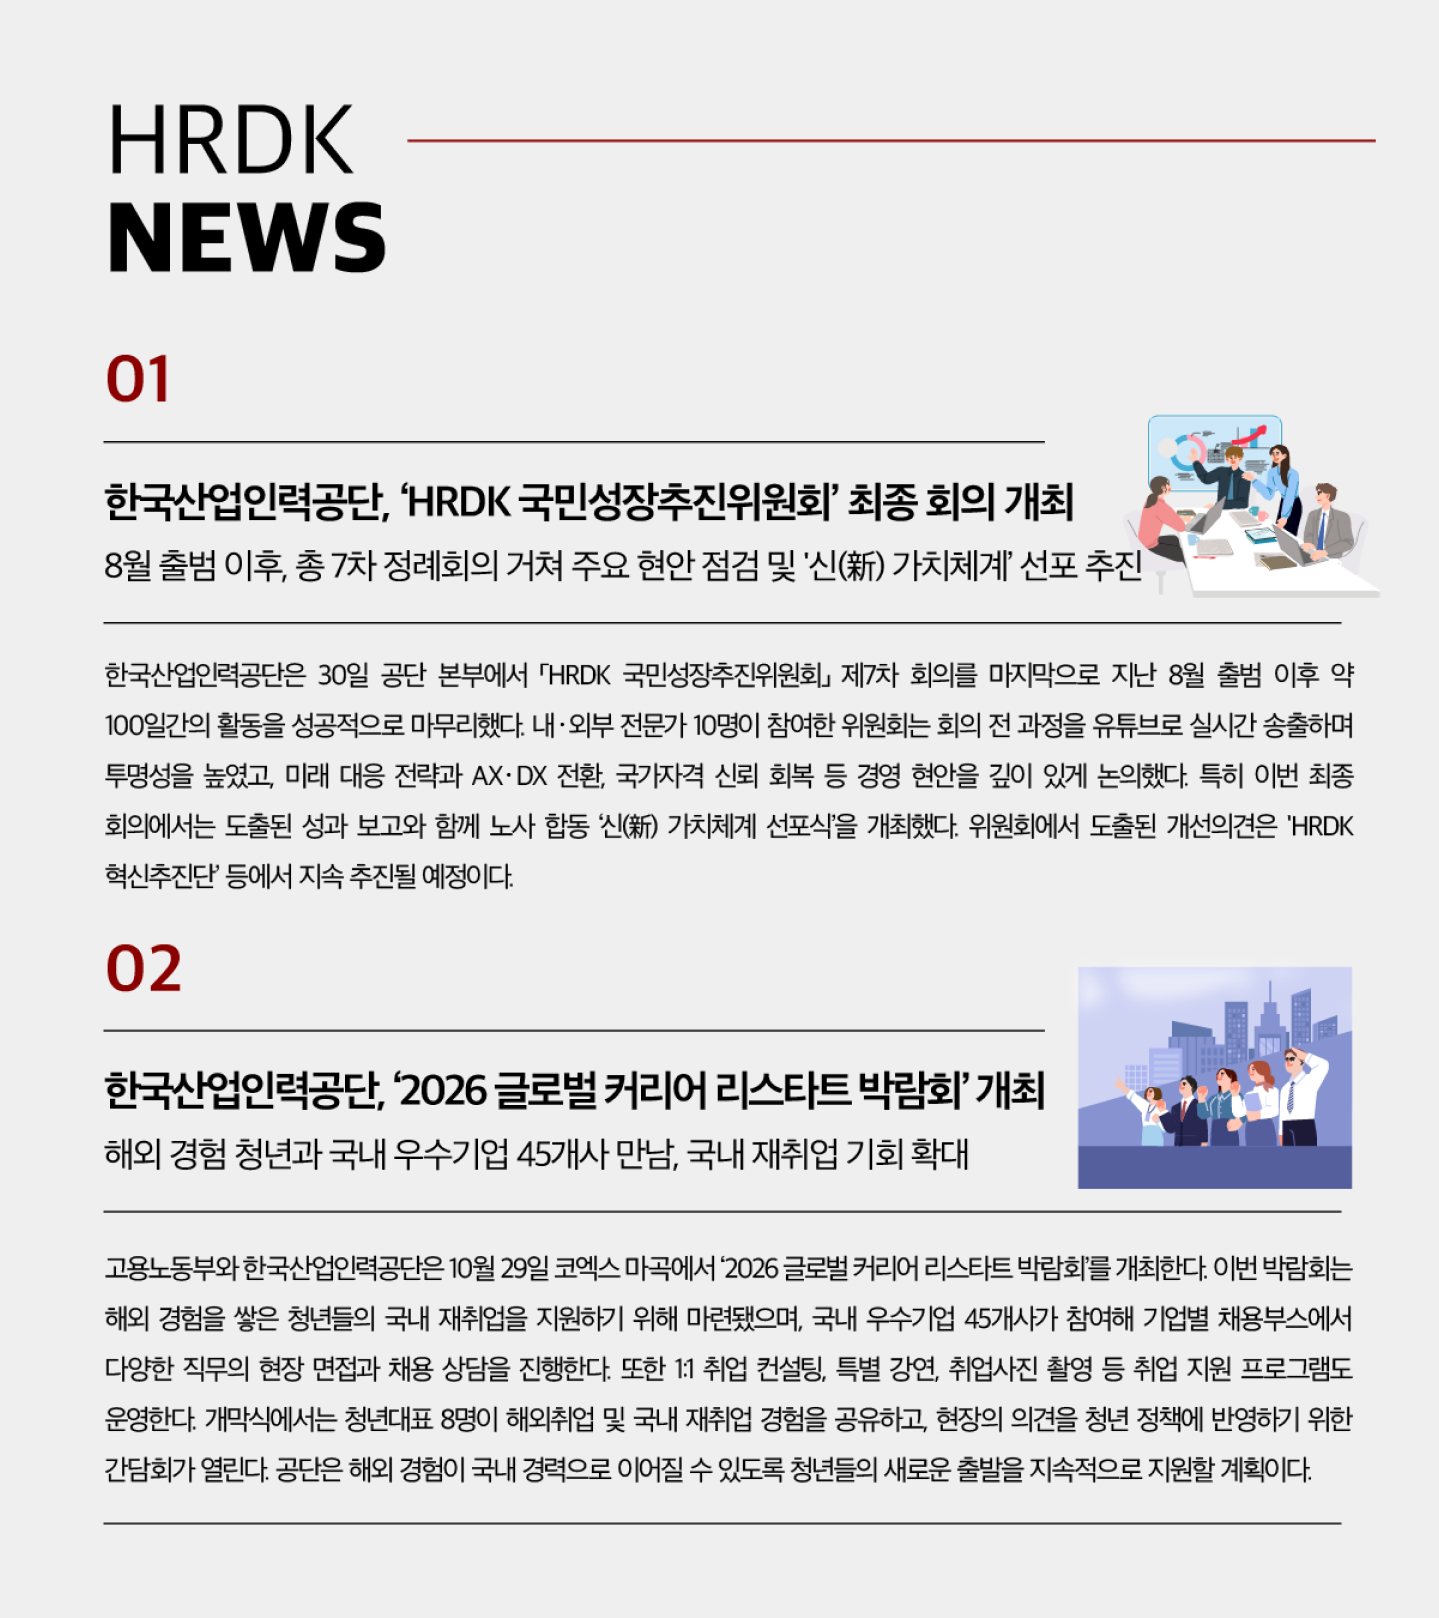 HRDK
NEWS
01
한국산업인력공단, ‘HRDK 국민성장추진위원회’ 최종 회의 개최
8월 출범 이후, 총 7차 정례회의 거쳐 주요 현안 점검 및 '신(新) 가치체계’ 선포 추진
한국산업인력공단은 30일 공단 본부에서 「HRDK 국민성장추진위원회」 제7차 회의를 마지막으로 지난 8월 출범 이후 약
100일간의 활동을 성공적으로 마무리했다. 내·외부 전문가 10명이 참여한 위원회는 회의 전 과정을 유튜브로 실시간 송출하며
투명성을 높였고, 미래 대응 전략과 AX·DX 전환, 국가자격 신뢰 회복 등 경영 현안을 깊이 있게 논의했다. 특히 이번 최종
회의에서는 도출된 성과 보고와 함께 노사 합동 ‘신(新) 가치체계 선포식’을 개최했다. 위원회에서 도출된 개선의견은 'HRDK
혁신추진단’ 등에서 지속 추진될 예정이다.
02
한국산업인력공단, ‘2026 글로벌 커리어 리스타트 박람회’ 개최
해외 경험 청년과 국내 우수기업 45개사 만남, 국내 재취업 기회 확대
고용노동부와 한국산업인력공단은 10월 29일 코엑스 마곡에서 ‘2026 글로벌 커리어 리스타트 박람회’를 개최한다. 이번 박람회는
해외 경험을 쌓은 청년들의 국내 재취업을 지원하기 위해 마련됐으며, 국내 우수기업 45개사가 참여해 기업별 채용부스에서
다양한 직무의 현장 면접과 채용 상담을 진행한다. 또한 1:1 취업 컨설팅, 특별 강연, 취업사진 촬영 등 취업 지원 프로그램도
운영한다. 개막식에서는 청년대표 8명이 해외취업 및 국내 재취업 경험을 공유하고, 현장의 의견을 청년 정책에 반영하기 위한
간담회가 열린다. 공단은 해외 경험이 국내 경력으로 이어질 수 있도록 청년들의 새로운 출발을 지속적으로 지원할 계획이다.